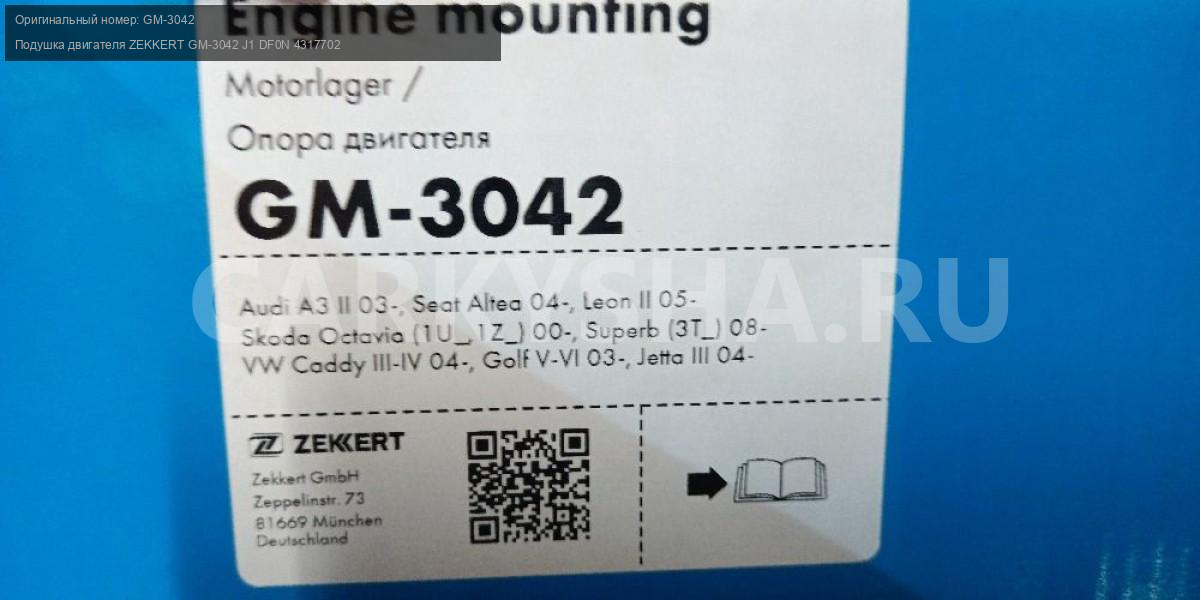 Оригинальный номер: GM-3042
Подушка двигателя ZEKKERT GM-3042 J1 DF0N 4317702
Engine mounting
Motorlager /
Опора двигателя
GM-3042
CARKYSHA.RU
Audi A3 II 03-, Seat Altea 04-, Leon II 05-
Skoda Octavia (1U_, 1Z_) 00-, Superb (3T_) 08-
VW Caddy III-IV 04-, Golf V-VI 03-, Jetta III 04-
ZEKKERT
Zekkert GmbH
Zeppelinstr. 73
81669 München
Deutschland